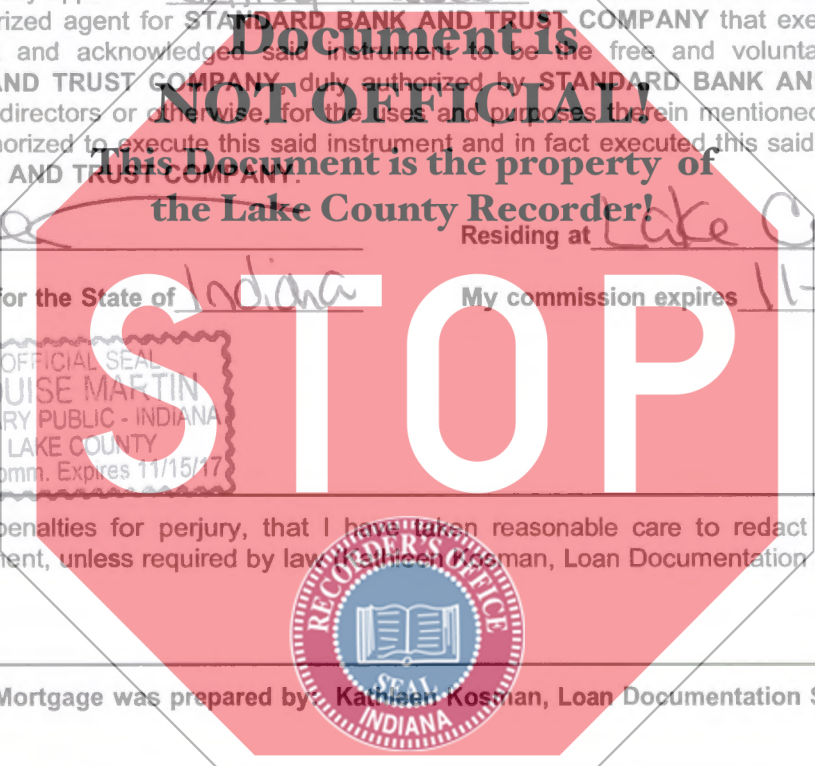 rized agent for STANDARD BANK AND TRUST COMPANY that exe
Document is
and acknowledged said instrument to be the free and volunta
AND TRUST COMPANY, duly authorized by STANDARD BANK AN
NOT OFFICIAL!
directors or otherwise, for the uses and purposes therein mentioned
horized to execute this said instrument and in fact executed this said
This Document is the property of
AND TRUST COMPANY.
the Lake County Recorder!
Residing at Lake C
for the State of Indiana My commission expires 11-
STOP
OFFICIAL SEAL
OUISE MARTIN
RY PUBLIC - INDIANA
LAKE COUNTY
omm. Expires 11/15/17
penalties for perjury, that I have taken reasonable care to redact
ment, unless required by law (Kathleen Kosman, Loan Documentation
RECORDER'S OFFICE
SEAL
INDIANA
Mortgage was prepared by: Kathleen Kosman, Loan Documentation S